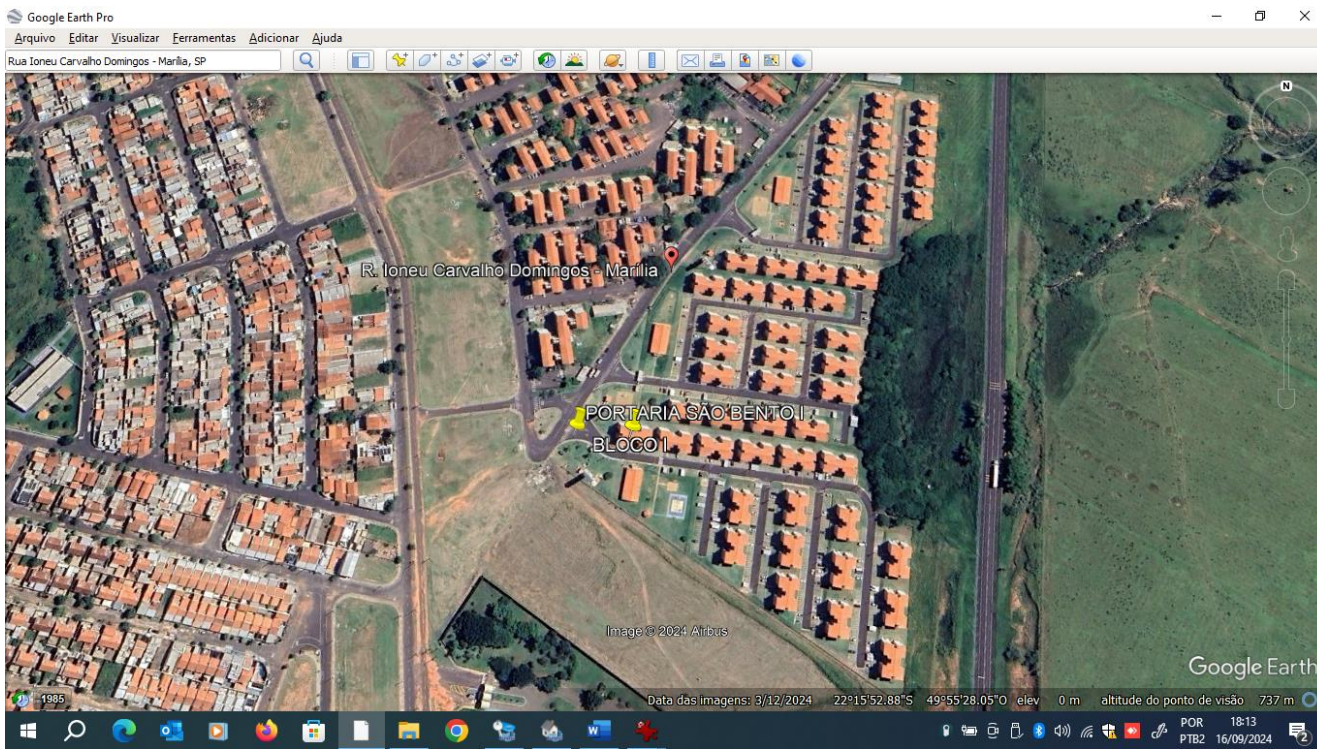 Google Earth Pro
Arquivo Editar Visualizar Ferramentas Adicionar Ajuda
Rua Ioneu Carvalho Domingos - Marília, SP
N
R. Ioneu Carvalho Domingos - Marília
PORTARIA SÃO BENTO I
BLOCO I
Image © 2024 Airbus
Google Earth
1985
Data das imagens: 3/12/2024 22°15'52.88"S 49°55'28.05"O elev 0 m altitude do ponto de visão 737 m
POR 18:13
PTB2 16/09/2024
2